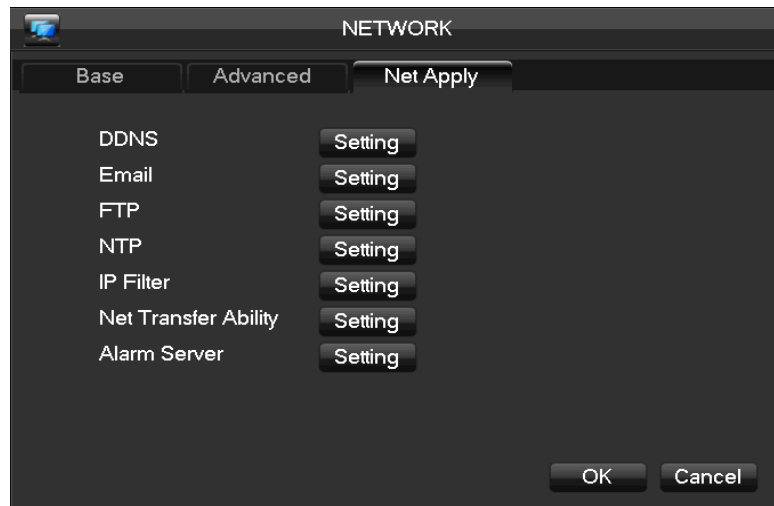 NETWORK
Base Advanced Net Apply
DDNS Setting
Email Setting
FTP Setting
NTP Setting
IP Filter Setting
Net Transfer Ability Setting
Alarm Server Setting
OK Cancel